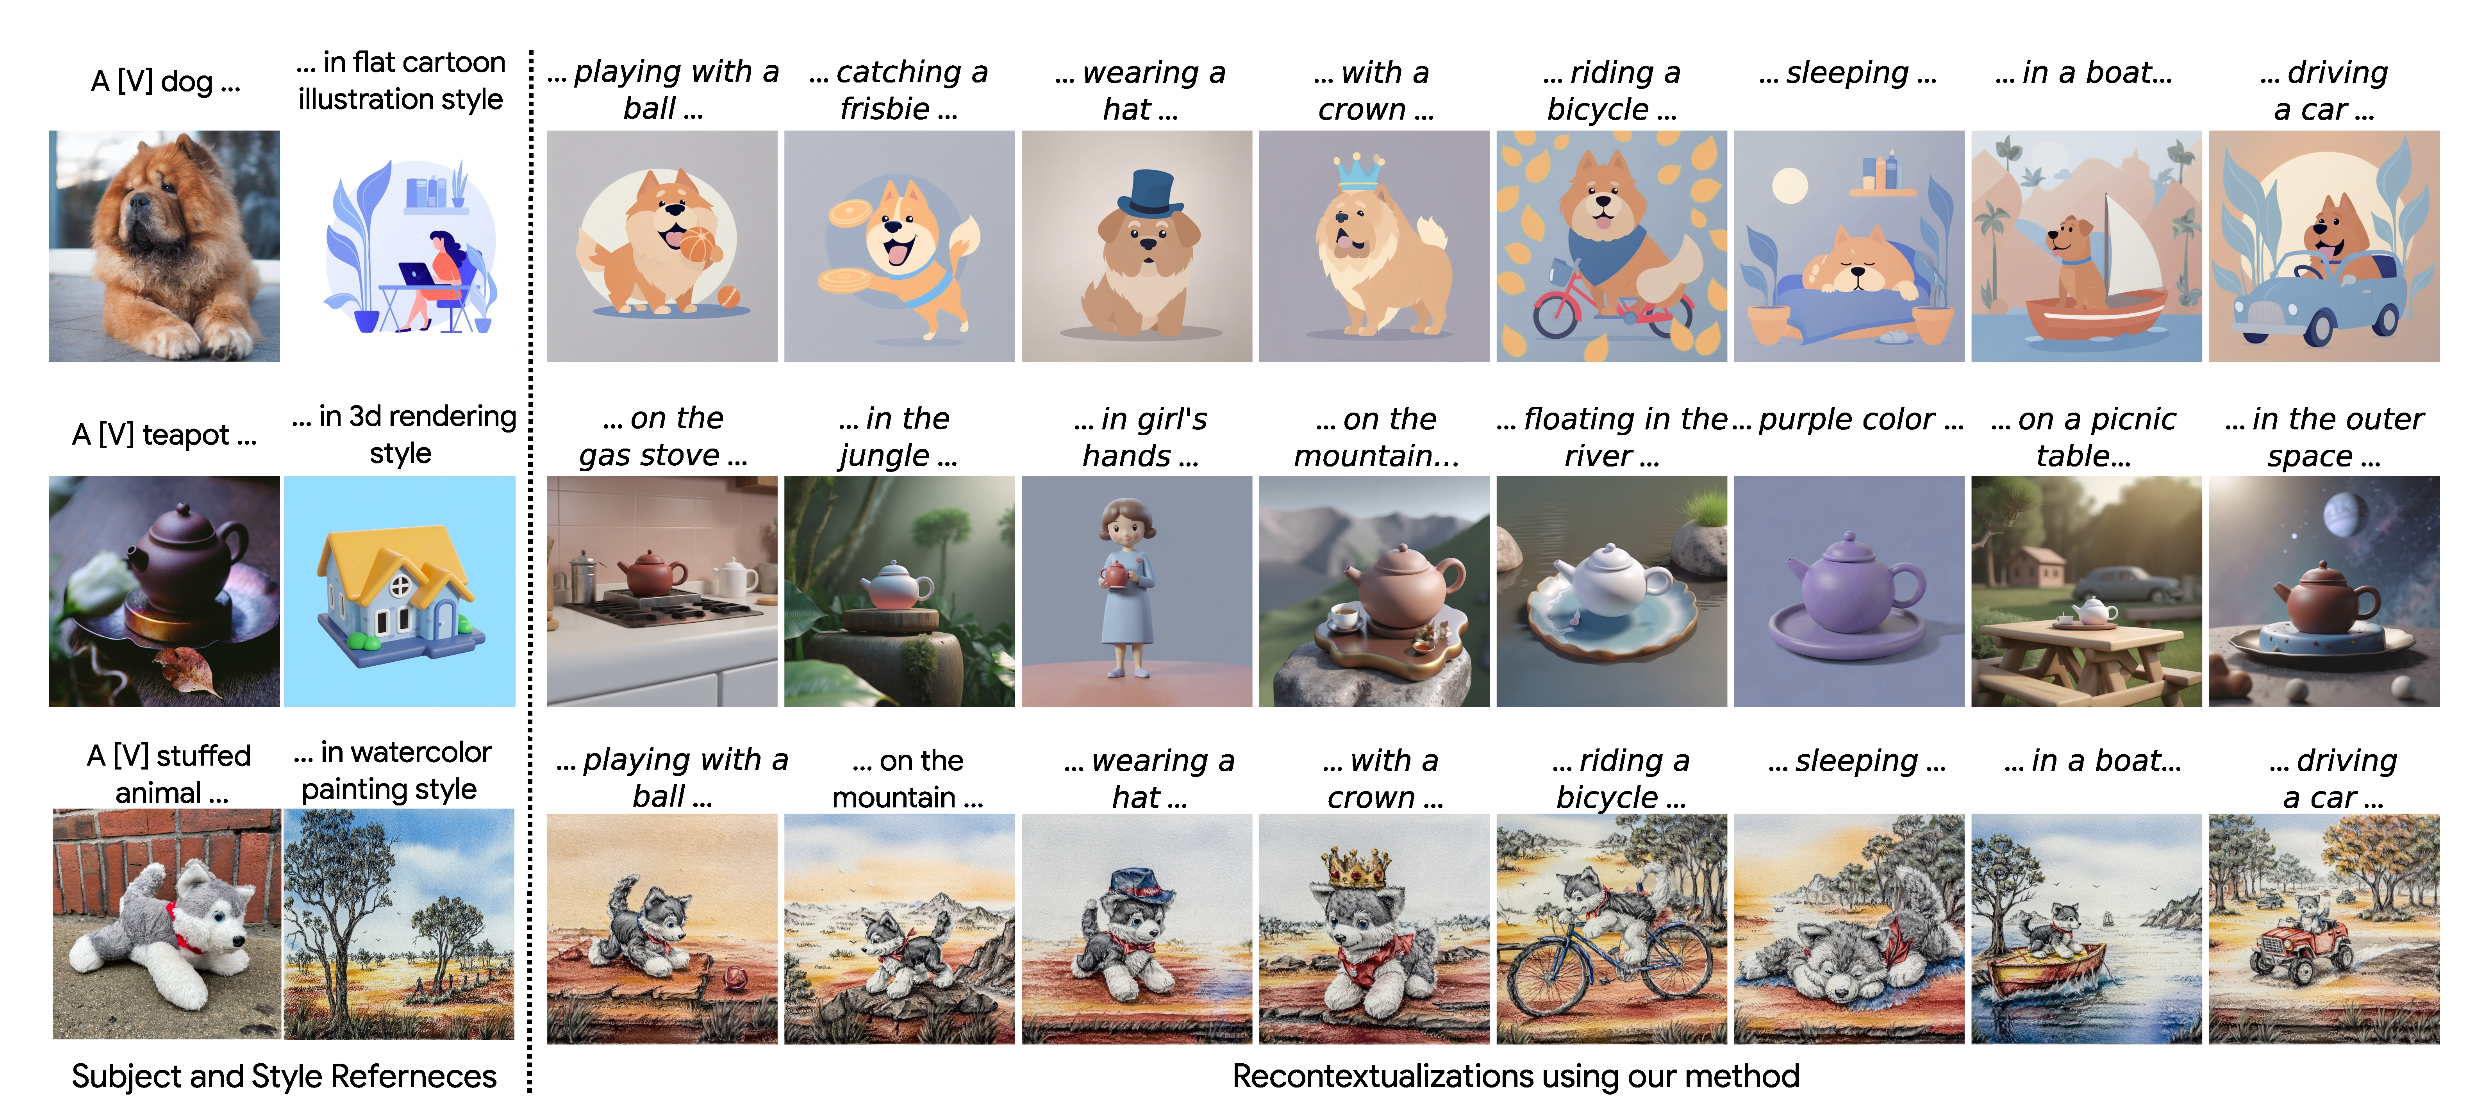 A [V] dog ...
... in flat cartoon
illustration style
... playing with a
ball ...
... catching a
frisbie ...
... wearing a
hat ...
... with a
crown ...
... riding a
bicycle ...
... sleeping ...
... in a boat...
... driving
a car ...
A [V] teapot ...
... in 3d rendering
style
... on the
gas stove ...
... in the
jungle ...
... in girl's
hands ...
... on the
mountain...
... floating in the
river ...
... purple color ...
... on a picnic
table...
... in the outer
space ...
A [V] stuffed
animal ...
... in watercolor
painting style
... playing with a
ball ...
... on the
mountain ...
... wearing a
hat ...
... with a
crown ...
... riding a
bicycle ...
... sleeping ...
... in a boat...
... driving
a car ...
Subject and Style Referneces
Recontextualizations using our method